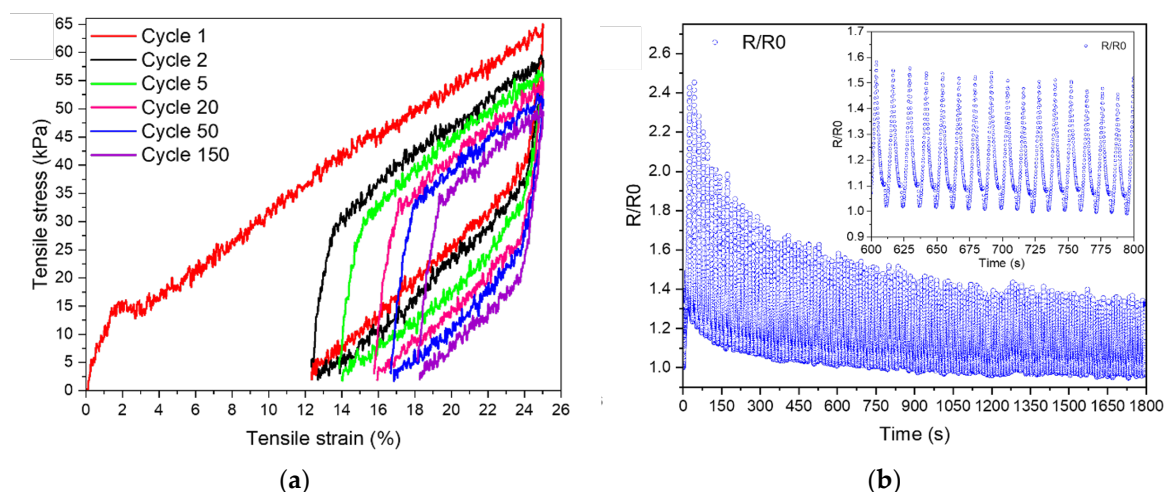 65
60
55
50
45
40
35
30
25
20
15
10
5
0
Tensile stress (kPa)
Cycle 1
Cycle 2
Cycle 5
Cycle 20
Cycle 50
Cycle 150
0 2 4 6 8 10 12 14 16 18 20 22 24 26
Tensile strain (%)
(a)
2.6
2.4
2.2
2.0
1.8
1.6
1.4
1.2
1.0
R/R0
R/R0
1.7
1.6
1.5
1.4
1.3
1.2
1.1
1.0
0.9
R/R0
R/R0
600 625 650 675 700 725 750 775 800
Time (s)
0 150 300 450 600 750 900 1050 1200 1350 1500 1650 1800
Time (s)
(b)